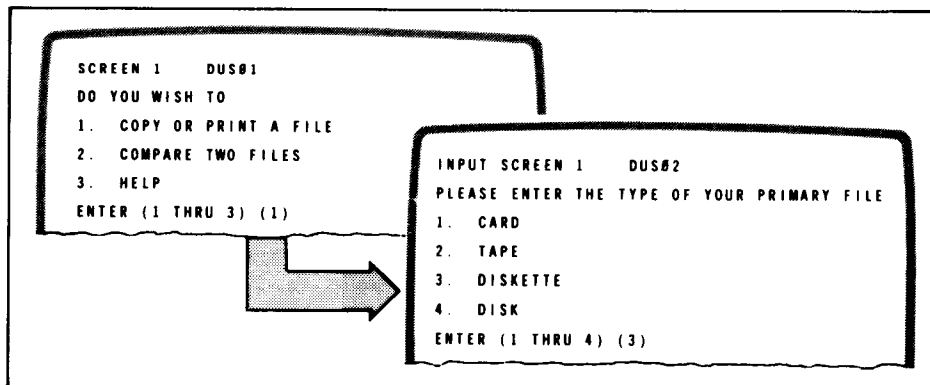 SCREEN 1 DUS01
DO YOU WISH TO
1. COPY OR PRINT A FILE
2. COMPARE TWO FILES
3. HELP
ENTER (1 THRU 3) (1)
INPUT SCREEN 1 DUS02
PLEASE ENTER THE TYPE OF YOUR PRIMARY FILE
1. CARD
2. TAPE
3. DISKETTE
4. DISK
ENTER (1 THRU 4) (3)